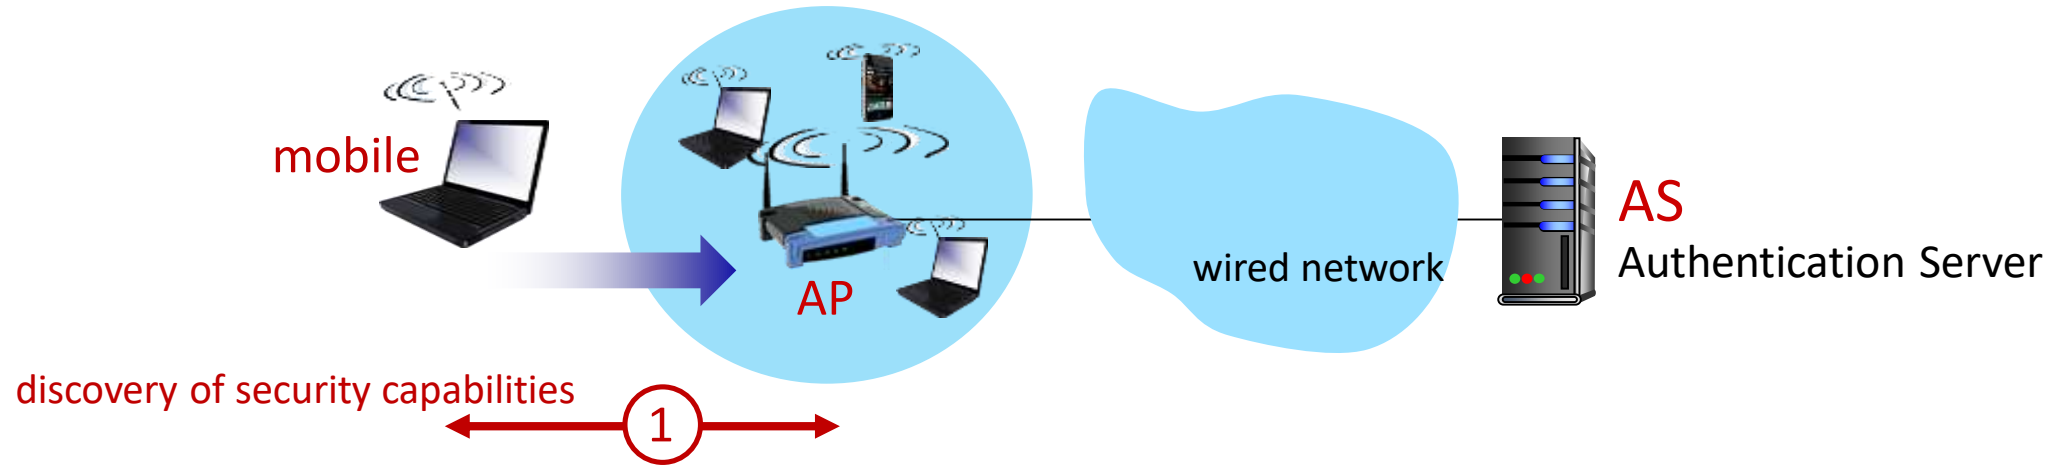 mobile
AP
wired network
AS
Authentication Server
discovery of security capabilities
1